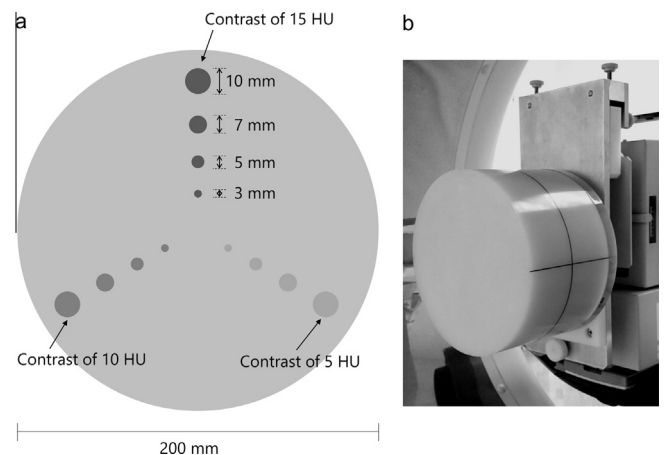 a
Contrast of 15 HU
10 mm
7 mm
5 mm
3 mm
Contrast of 10 HU
Contrast of 5 HU
200 mm
b